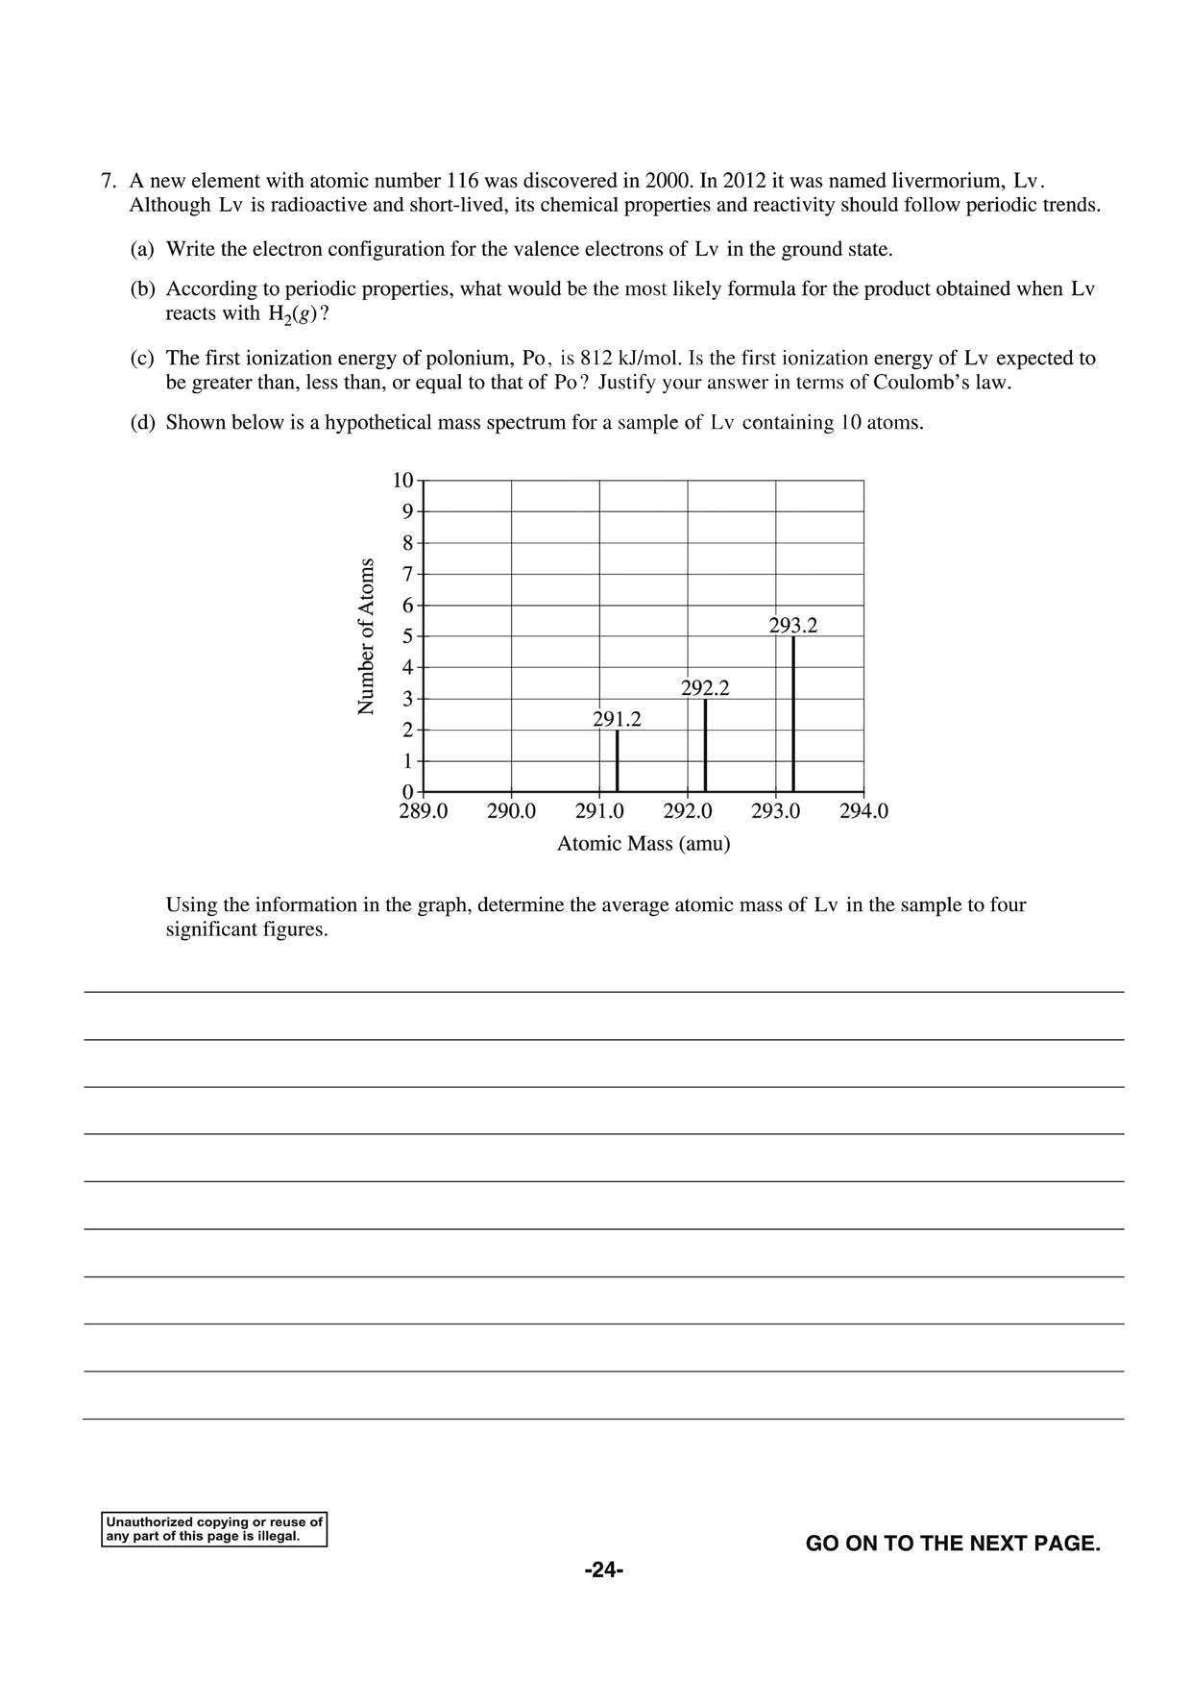 7. A new element with atomic number 116 was discovered in 2000. In 2012 it was named livermorium, Lv.
Although Lv is radioactive and short-lived, its chemical properties and reactivity should follow periodic trends.
(a) Write the electron configuration for the valence electrons of Lv in the ground state.
(b) According to periodic properties, what would be the most likely formula for the product obtained when Lv
reacts with H₂(g)?
(c) The first ionization energy of polonium, Po, is 812 kJ/mol. Is the first ionization energy of Lv expected to
be greater than, less than, or equal to that of Po? Justify your answer in terms of Coulomb's law.
(d) Shown below is a hypothetical mass spectrum for a sample of Lv containing 10 atoms.
10
9
8
7
6
5
4
3
2
1
0
Number of Atoms
293.2
292.2
291.2
289.0 290.0 291.0 292.0 293.0 294.0
Atomic Mass (amu)
Using the information in the graph, determine the average atomic mass of Lv in the sample to four
significant figures.
Unauthorized copying or reuse of
any part of this page is illegal.
GO ON TO THE NEXT PAGE.
-24-